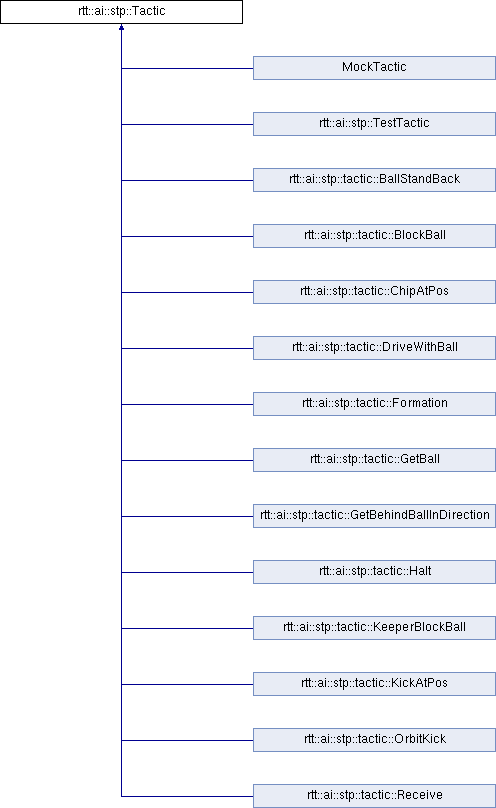 rtt::ai::stp::Tactic
MockTactic
rtt::ai::stp::TestTactic
rtt::ai::stp::tactic::BallStandBack
rtt::ai::stp::tactic::BlockBall
rtt::ai::stp::tactic::ChipAtPos
rtt::ai::stp::tactic::DriveWithBall
rtt::ai::stp::tactic::Formation
rtt::ai::stp::tactic::GetBall
rtt::ai::stp::tactic::GetBehindBallInDirection
rtt::ai::stp::tactic::Halt
rtt::ai::stp::tactic::KeeperBlockBall
rtt::ai::stp::tactic::KickAtPos
rtt::ai::stp::tactic::OrbitKick
rtt::ai::stp::tactic::Receive